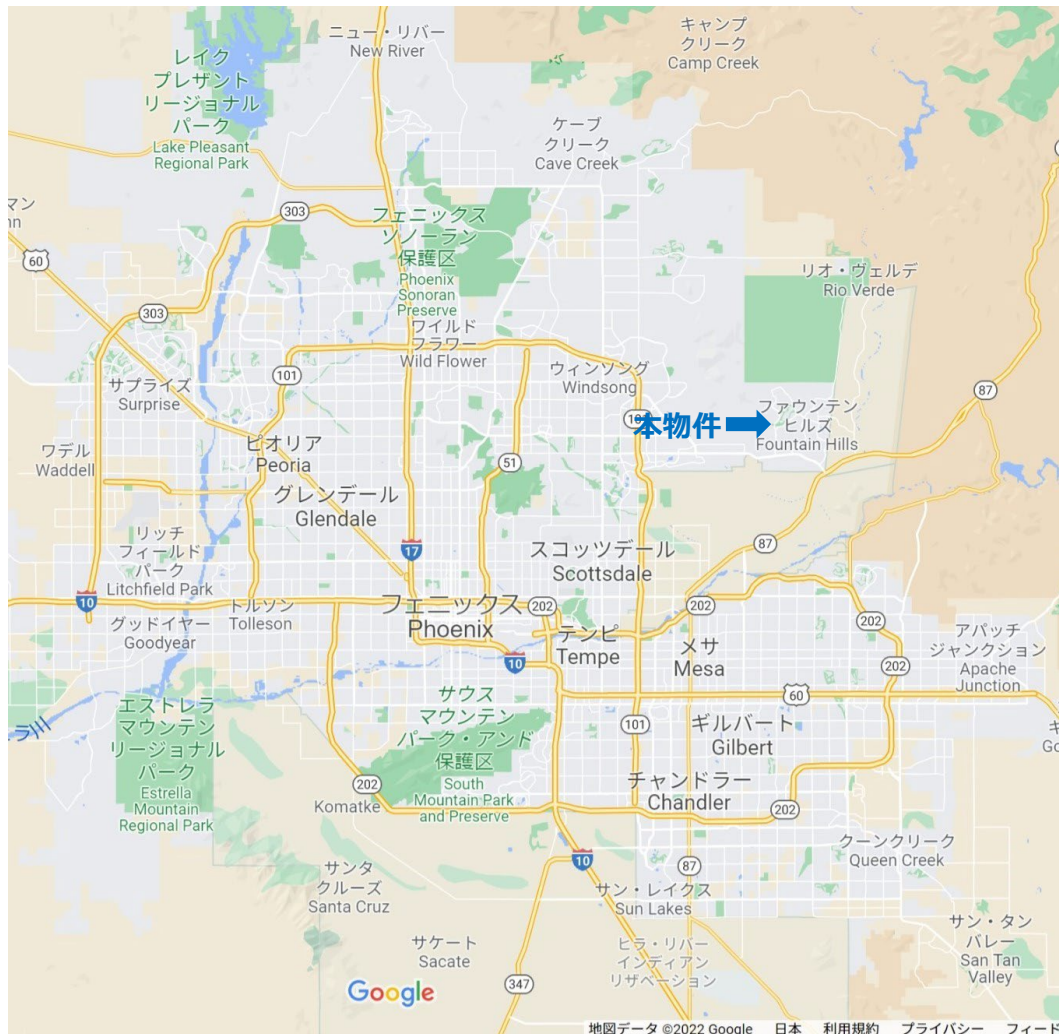 ニュー・リバー
New River
キャンプ
クリーク
Camp Creek
レイク
プレザント
リージョナル
パーク
Lake Pleasant
Regional Park
ケーブ
クリーク
Cave Creek
マン
nn
60
303
フェニックス
ソノーラン
保護区
Phoenix
Sonoran
Preserve
リオ・ヴェルデ
Rio Verde
303
ワイルド
フラワー
Wild Flower
101
ウィンソング
Windsong
サプライズ
Surprise
87
本物件
ファウンテン
ヒルズ
Fountain Hills
ワデル
Waddell
ピオリア
Peoria
51
グレンデール
Glendale
リッチ
フィールド
パーク
Litchfield Park
17
スコッツデール
Scottsdale
87
10
トルソン
Tolleson
フェニックス
Phoenix
202
202
202
グッドイヤー
Goodyear
テンピ
Tempe
メサ
Mesa
アパッチ
ジャンクション
Apache
Junction
10
202
60
エストレラ
マウンテン
リージョナル
パーク
Estrella
Mountain
Regional Park
サウス
マウンテン
パーク・アンド
保護区
South
Mountain Park
and Preserve
101
ギルバート
Gilbert
202
Komatke
チャンドラー
Chandler
202
クーンクリーク
Queen Creek
サンタ
クルーズ
Santa Cruz
10
87
サン・レイクス
Sun Lakes
サン・タン
バレー
San Tan
Valley
サケート
Sacate
ヒラ・リバー
インディアン
リザベーション
347
Google
地図データ ©2022 Google 日本 利用規約 プライバシー フィード